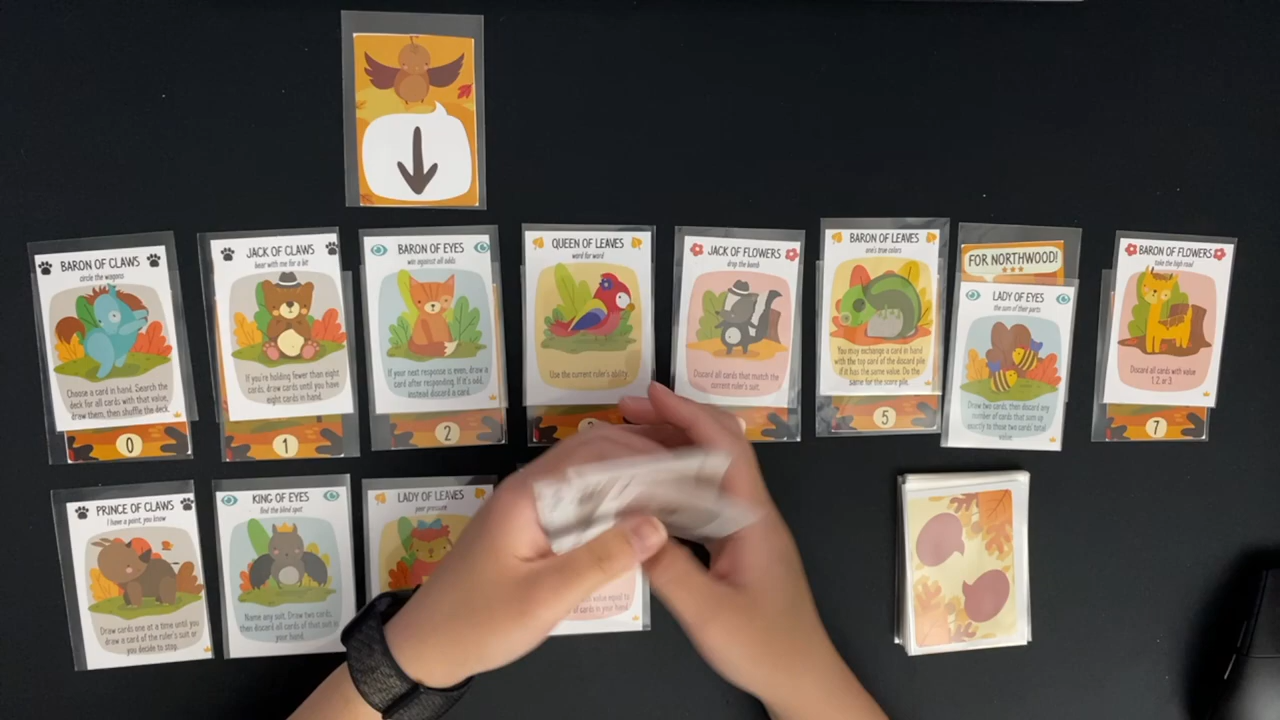 BARON OF CLAWS
circle the wagons
Choose a card in hand. Search the
deck for all cards with that value,
draw them, then shuffle the deck.
0
JACK OF CLAWS
bear with me for a bit
If you're holding fewer than eight
cards, draw cards until you have
eight cards in hand.
1
BARON OF EYES
win against all odds
If your next response is even, draw a
card after responding. If it's odd,
instead discard a card.
2
QUEEN OF LEAVES
word for word
Use the current ruler's ability.
JACK OF FLOWERS
drop the bomb
Discard all cards that match the
current ruler's suit.
BARON OF LEAVES
one's true colors
You may exchange a card in hand
with the top card of the discard pile
if it has the same value. Do the
same for the score pile.
5
FOR NORTHWOOD!
LADY OF EYES
the sum of their parts
Draw two cards, then discard any
number of cards that sum up
exactly to those two cards' total
value.
BARON OF FLOWERS
take the high road
Discard all cards with value
1, 2, or 3.
7
PRINCE OF CLAWS
I have a point, you know
Draw cards one at a time until you
draw a card of the ruler's suit or
you decide to stop.
KING OF EYES
find the blind spot
Name any suit. Draw two cards,
then discard all cards of that suit in
your hand.
LADY OF LEAVES
under pressure
value equal to
of cards in your hand.